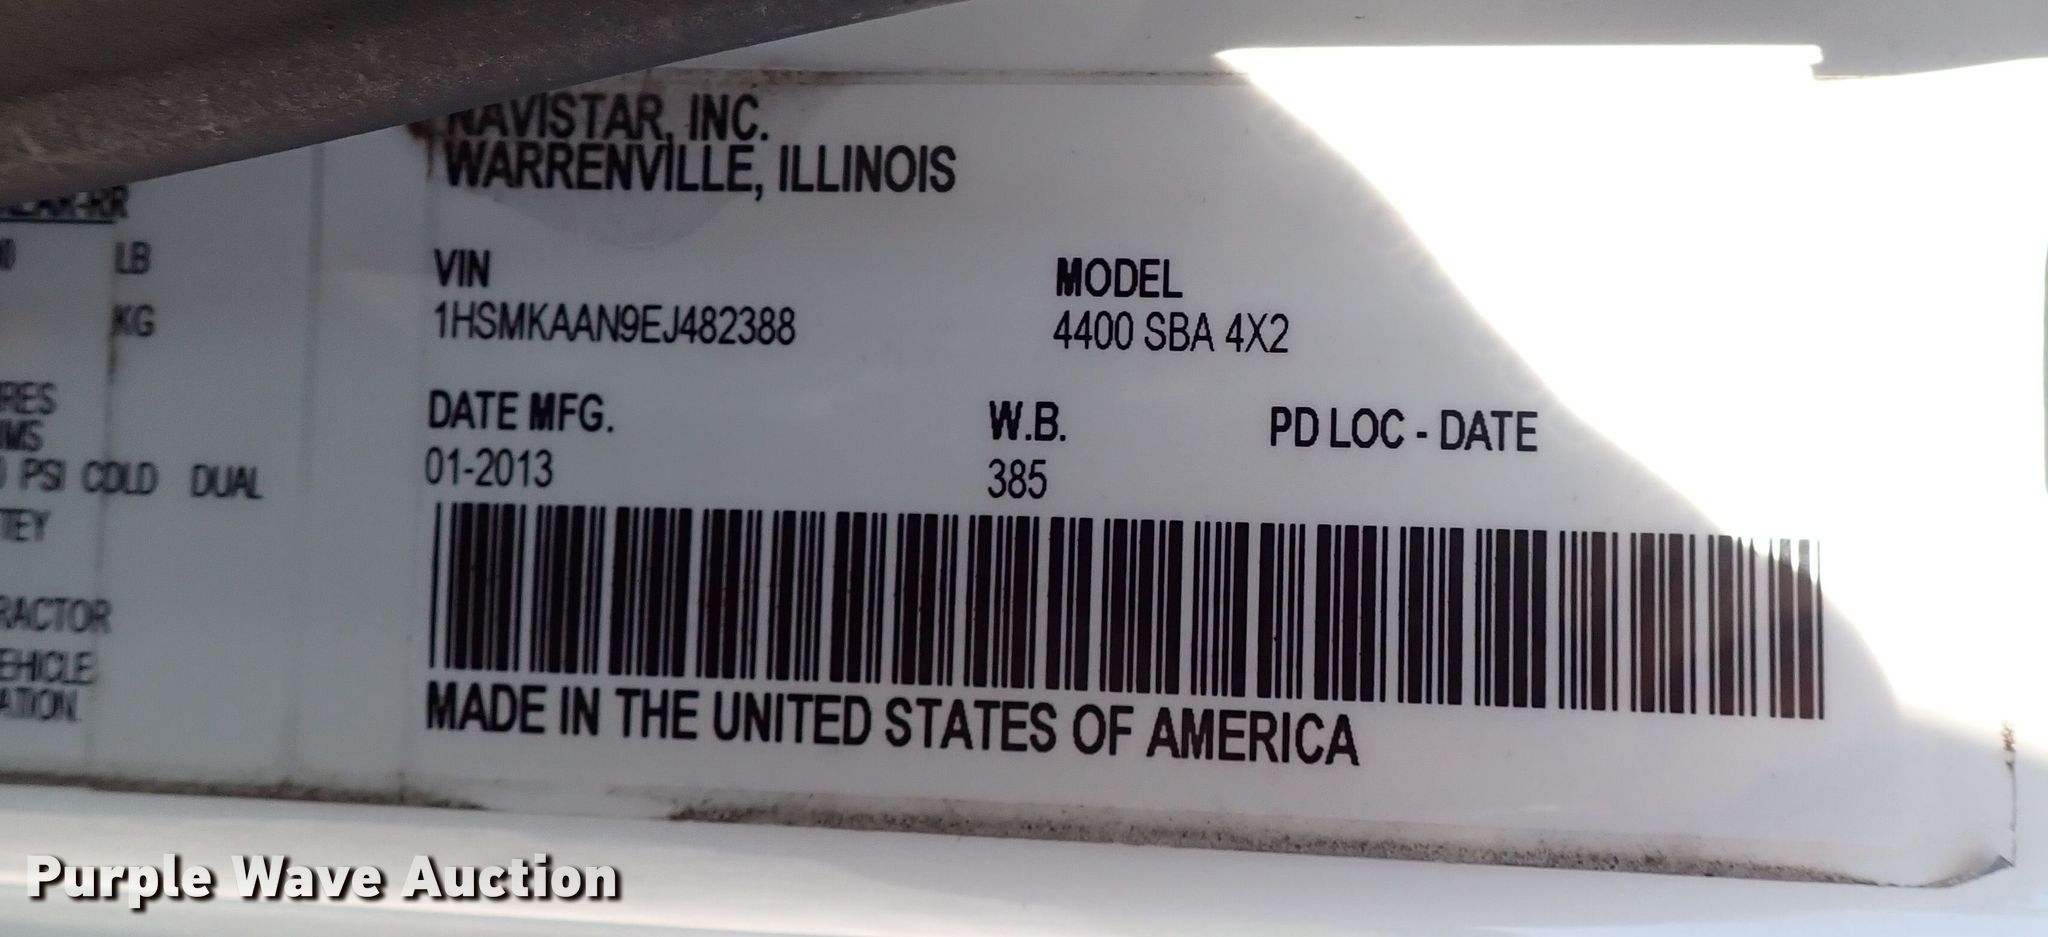 NAVISTAR, INC.
WARRENVILLE, ILLINOIS
LB
KG
VIN
1HSMKAAN9EJ482388
MODEL
4400 SBA 4X2
DATE MFG.
01-2013
W.B.
385
PD LOC - DATE
PSI COLD DUAL
MADE IN THE UNITED STATES OF AMERICA
Purple Wave Auction